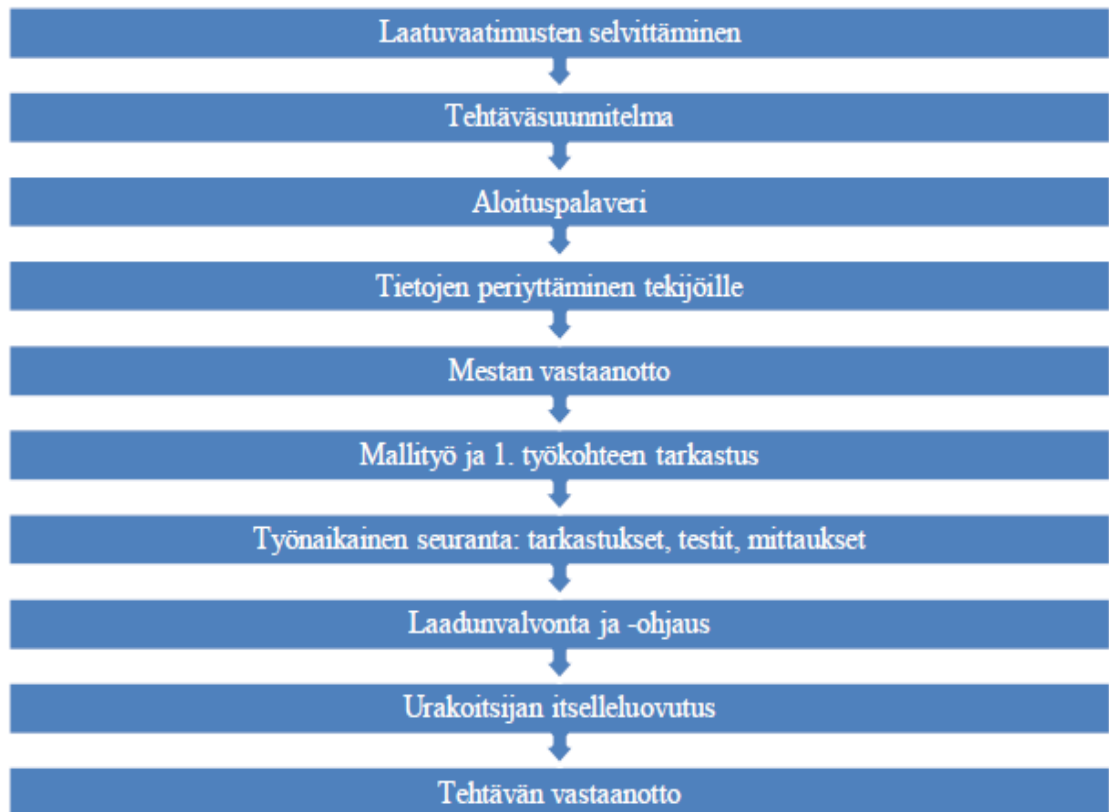 Laatuvaatimusten selvittäminen
Tehtäväsuunnitelma
Aloituspalaveri
Tietojen periyttäminen tekijöille
Mestan vastaanotto
Mallityö ja 1. työkohteen tarkastus
Työnaikainen seuranta: tarkastukset, testit, mittaukset
Laadunvalvonta ja -ohjaus
Urakoitsijan itselleluovutus
Tehtävän vastaanotto